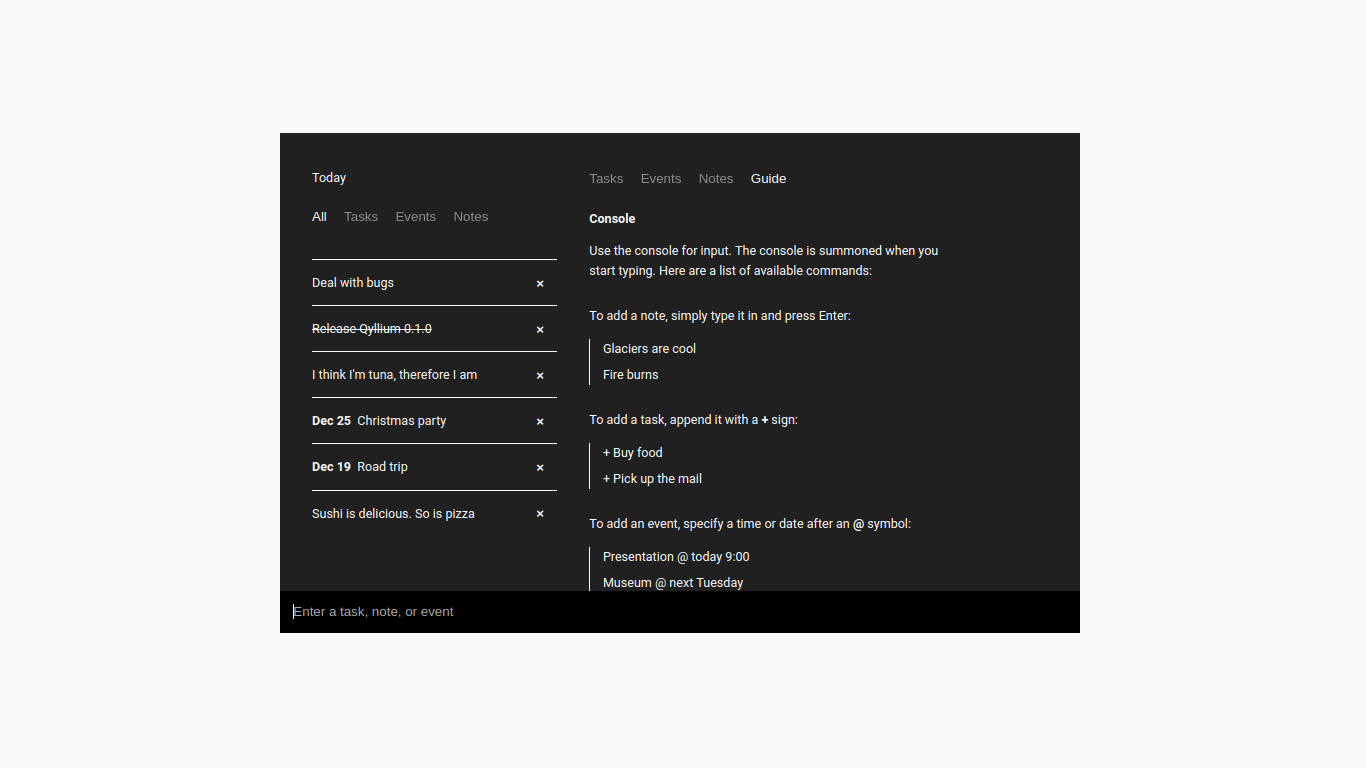 Today
All Tasks Events Notes
Deal with bugs ×
Release Qyllium 0.1.0 ×
I think I'm tuna, therefore I am ×
Dec 25 Christmas party ×
Dec 19 Road trip ×
Sushi is delicious. So is pizza ×
Tasks Events Notes Guide
Console
Use the console for input. The console is summoned when you
start typing. Here are a list of available commands:
To add a note, simply type it in and press Enter:
Glaciers are cool
Fire burns
To add a task, append it with a + sign:
+ Buy food
+ Pick up the mail
To add an event, specify a time or date after an @ symbol:
Presentation @ today 9:00
Museum @ next Tuesday
Enter a task, note, or event